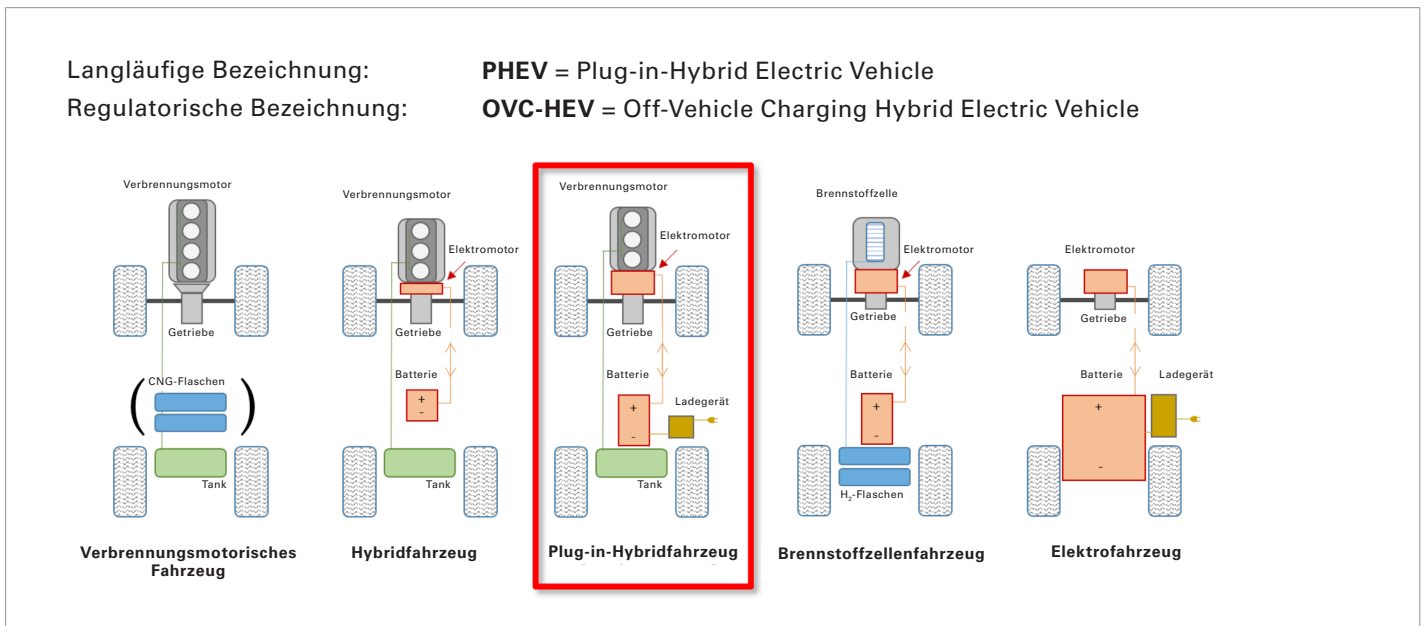 Langläufige Bezeichnung: PHEV = Plug-in-Hybrid Electric Vehicle
Regulatorische Bezeichnung: OVC-HEV = Off-Vehicle Charging Hybrid Electric Vehicle
Verbrennungsmotor
Getriebe
CNG-Flaschen
( )
Tank
Verbrennungsmotorisches
Fahrzeug
Verbrennungsmotor
Elektromotor
Getriebe
Batterie
+
-
Tank
Hybridfahrzeug
Verbrennungsmotor
Elektromotor
Getriebe
Batterie
Ladegerät
+
-
Tank
Plug-in-Hybridfahrzeug
Brennstoffzelle
Elektromotor
Getriebe
Batterie
+
-
H₂-Flaschen
Brennstoffzellenfahrzeug
Elektromotor
Getriebe
Batterie
Ladegerät
+
-
Elektrofahrzeug